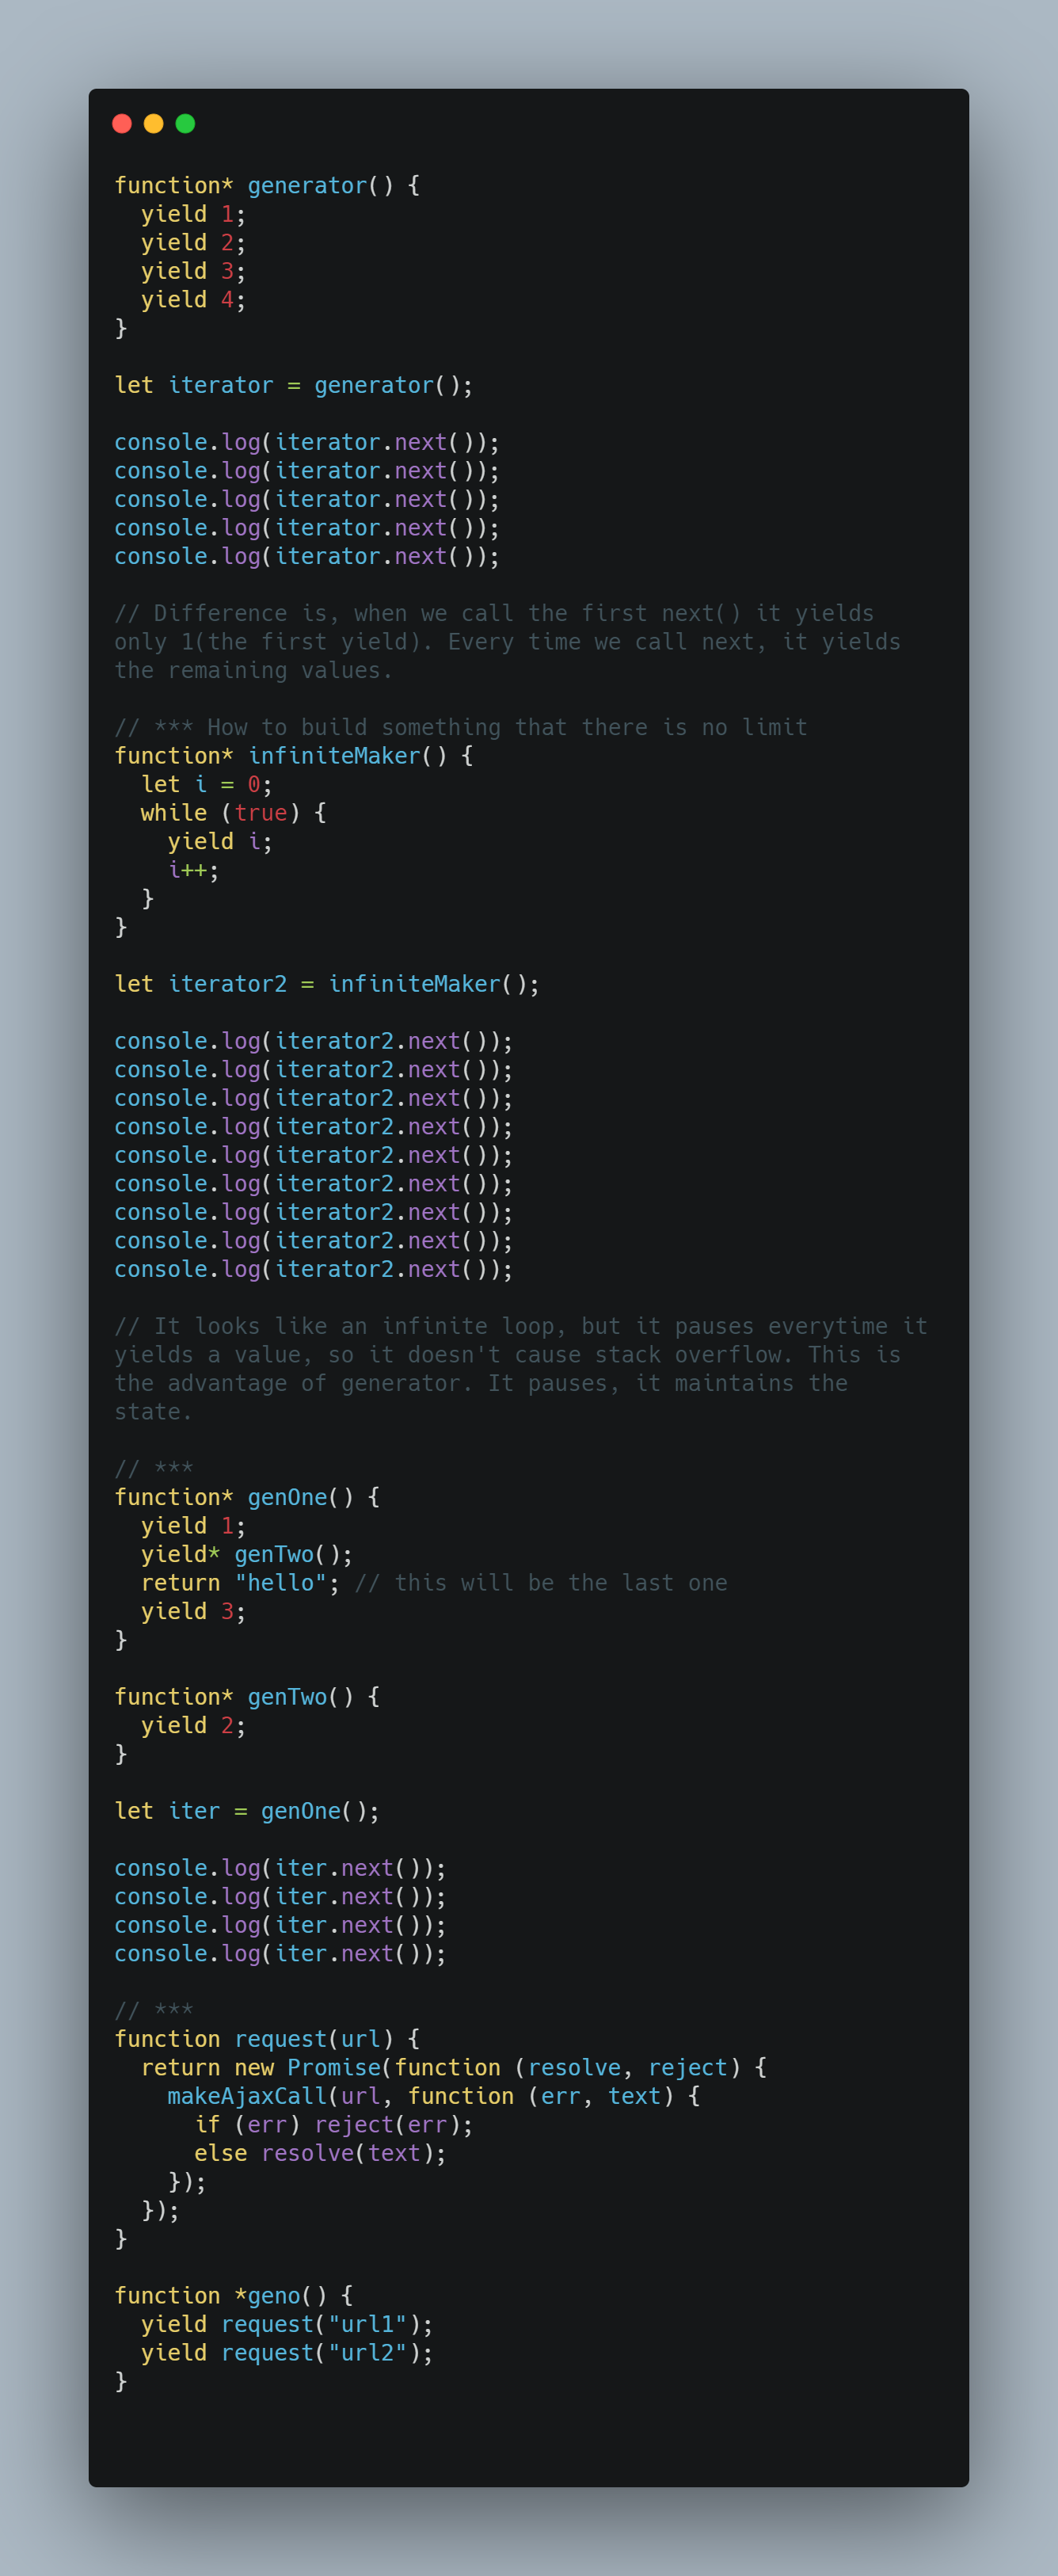 function* generator() {
  yield 1;
  yield 2;
  yield 3;
  yield 4;
}

let iterator = generator();

console.log(iterator.next());
console.log(iterator.next());
console.log(iterator.next());
console.log(iterator.next());
console.log(iterator.next());

// Difference is, when we call the first next() it yields
only 1(the first yield). Every time we call next, it yields
the remaining values.

// *** How to build something that there is no limit
function* infiniteMaker() {
  let i = 0;
  while (true) {
    yield i;
    i++;
  }
}

let iterator2 = infiniteMaker();

console.log(iterator2.next());
console.log(iterator2.next());
console.log(iterator2.next());
console.log(iterator2.next());
console.log(iterator2.next());
console.log(iterator2.next());
console.log(iterator2.next());
console.log(iterator2.next());
console.log(iterator2.next());

// It looks like an infinite loop, but it pauses everytime it
yields a value, so it doesn't cause stack overflow. This is
the advantage of generator. It pauses, it maintains the
state.

// ***
function* genOne() {
  yield 1;
  yield* genTwo();
  return "hello"; // this will be the last one
  yield 3;
}

function* genTwo() {
  yield 2;
}

let iter = genOne();

console.log(iter.next());
console.log(iter.next());
console.log(iter.next());
console.log(iter.next());

// ***
function request(url) {
  return new Promise(function (resolve, reject) {
    makeAjaxCall(url, function (err, text) {
      if (err) reject(err);
      else resolve(text);
    });
  });
}

function *geno() {
  yield request("url1");
  yield request("url2");
}